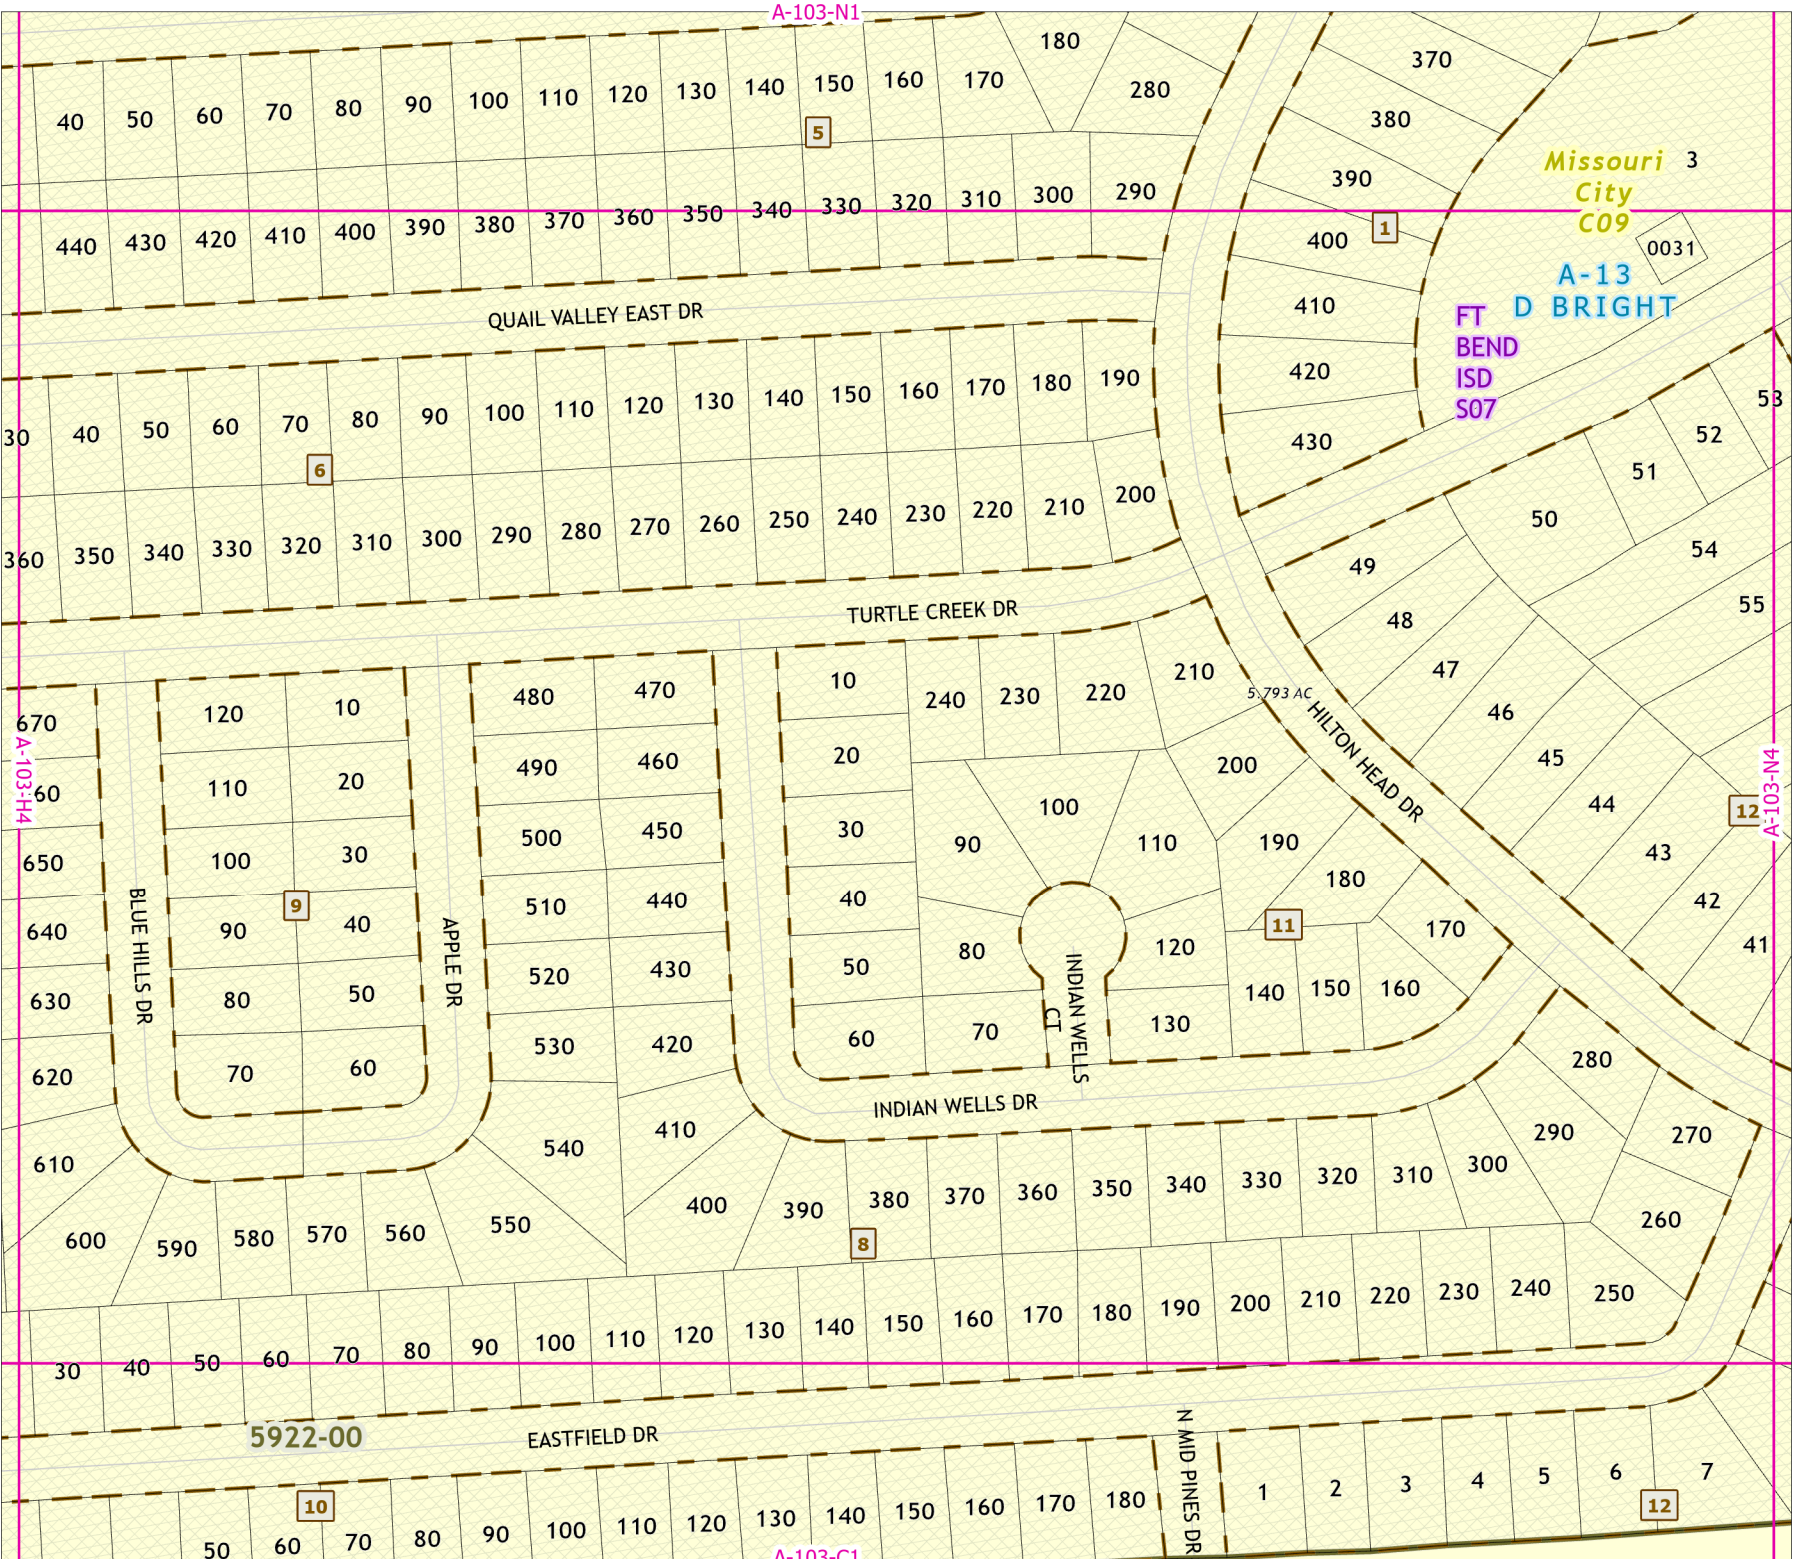 A-103-N1
180
370
40 50 60 70 80 90 100 110 120 130 140 150 160 170 280
5
380
390
Missouri
City
C09
3
440 430 420 410 400 390 380 370 360 350 340 330 320 310 300 290
400
1
0031
A-13
D BRIGHT
FT
BEND
ISD
S07
410
QUAIL VALLEY EAST DR
420
430
30 40 50 60 70 80 90 100 110 120 130 140 150 160 170 180 190
6
53
52
51
50
360 350 340 330 320 310 300 290 280 270 260 250 240 230 220 210 200
49
54
48
55
47
46
45
44
43
42
41
12
A-103-N4
TURTLE CREEK DR
5.793 AC
HILTON HEAD DR
A-103-H4
670
60
650
640
630
620
610
600
BLUE HILLS DR
120 10
110 20
100 30
9
90 40
80 50
70 60
APPLE DR
480 470
490 460
500 450
510 440
520 430
530 420
540 410
550 400
10
20
30
40
50
60
240 230 220 210
200
100
90 110
190
180
170
11
80 120
70 130
140 150 160
INDIAN WELLS
CT
INDIAN WELLS DR
280
270
290
300
260
590 580 570 560
390 380 370 360 350 340 330 320 310
8
30 40 50 60 70 80 90 100 110 120 130 140 150 160 170 180 190 200 210 220 230 240 250
5922-00
EASTFIELD DR
N MID PINES DR
10
50 60 70 80 90 100 110 120 130 140 150 160 170 180
1 2 3 4 5 6 7
12
A-103-C1